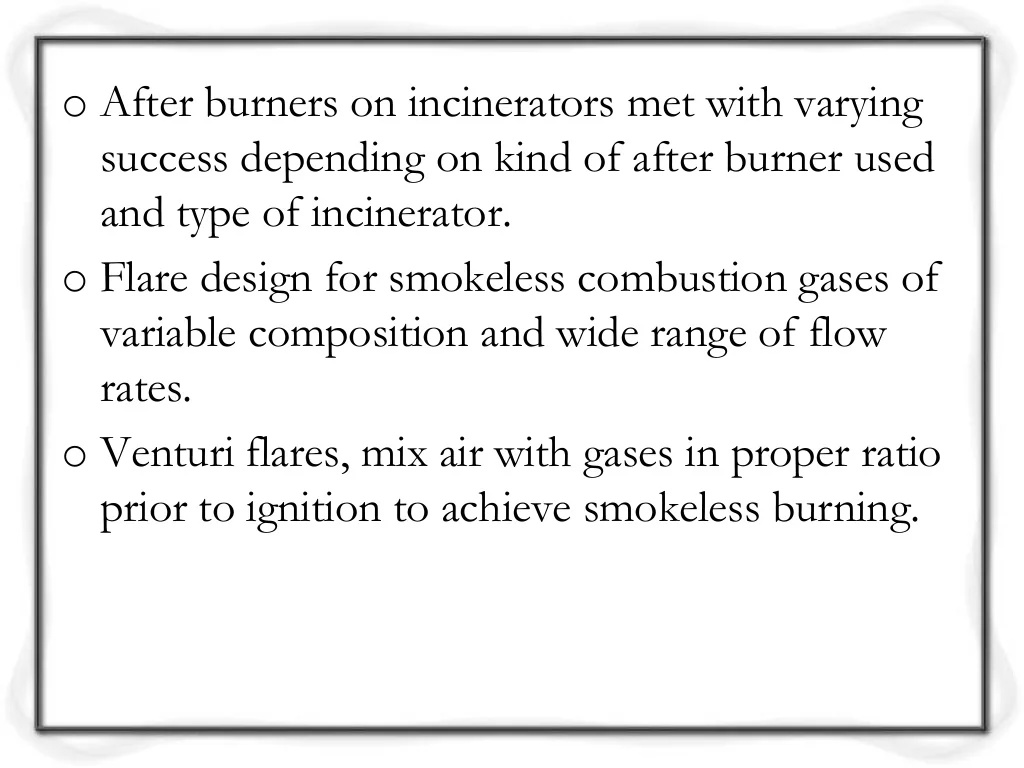 o After burners on incinerators met with varying
success depending on kind of after burner used
and type of incinerator.
o Flare design for smokeless combustion gases of
variable composition and wide range of flow
rates.
o Venturi flares, mix air with gases in proper ratio
prior to ignition to achieve smokeless burning.